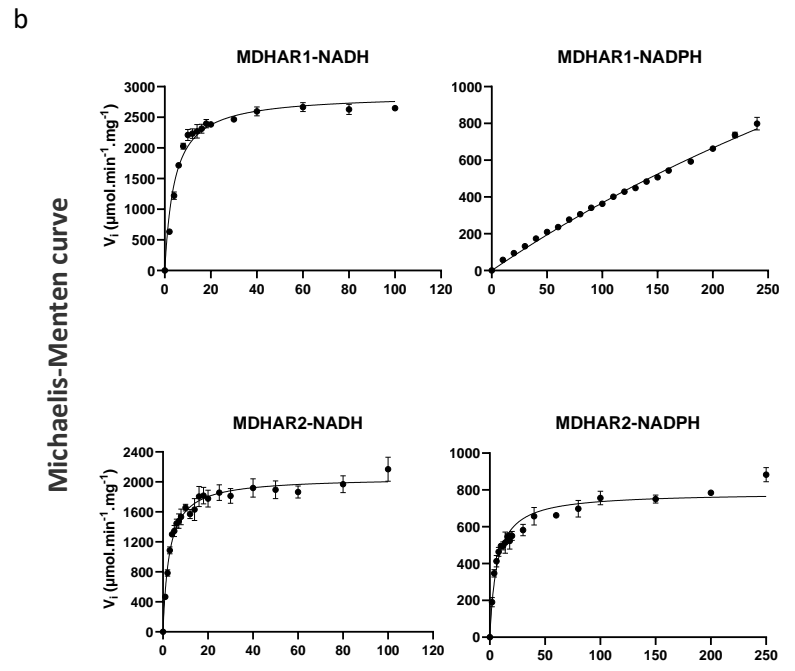 b
Michaelis-Menten curve
MDHAR1-NADH
Vi (µmol.min-1.mg-1)
3000
2500
2000
1500
1000
500
0
0 20 40 60 80 100 120
MDHAR1-NADPH
1000
800
600
400
200
0
0 50 100 150 200 250
MDHAR2-NADH
Vi (µmol.min-1.mg-1)
2400
2000
1600
1200
800
400
0
0 20 40 60 80 100 120
MDHAR2-NADPH
1000
800
600
400
200
0
0 50 100 150 200 250